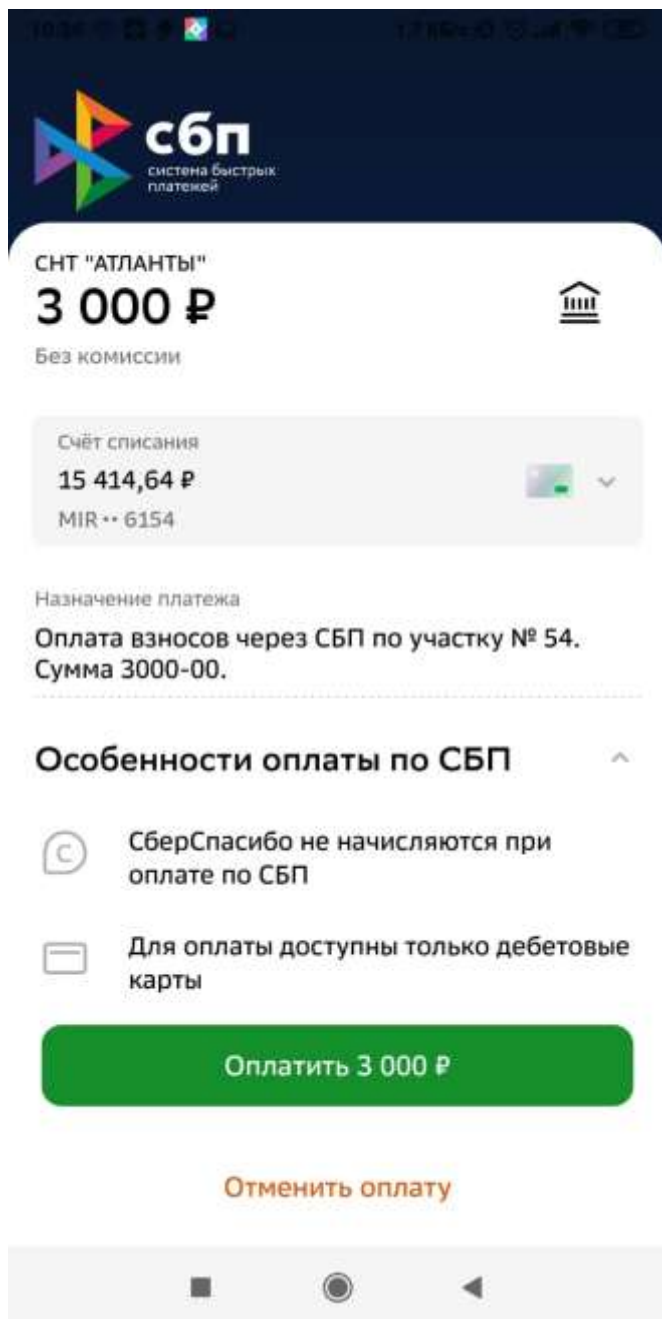 сбп
система быстрых
платежей
СНТ "АТЛАНТЫ"
3 000 ₽
Без комиссии
Счёт списания
15 414,64 ₽
MIR •• 6154
Назначение платежа
Оплата взносов через СБП по участку № 54.
Сумма 3000-00.
Особенности оплаты по СБП
СберСпасибо не начисляются при
оплате по СБП
Для оплаты доступны только дебетовые
карты
Оплатить 3 000 ₽
Отменить оплату